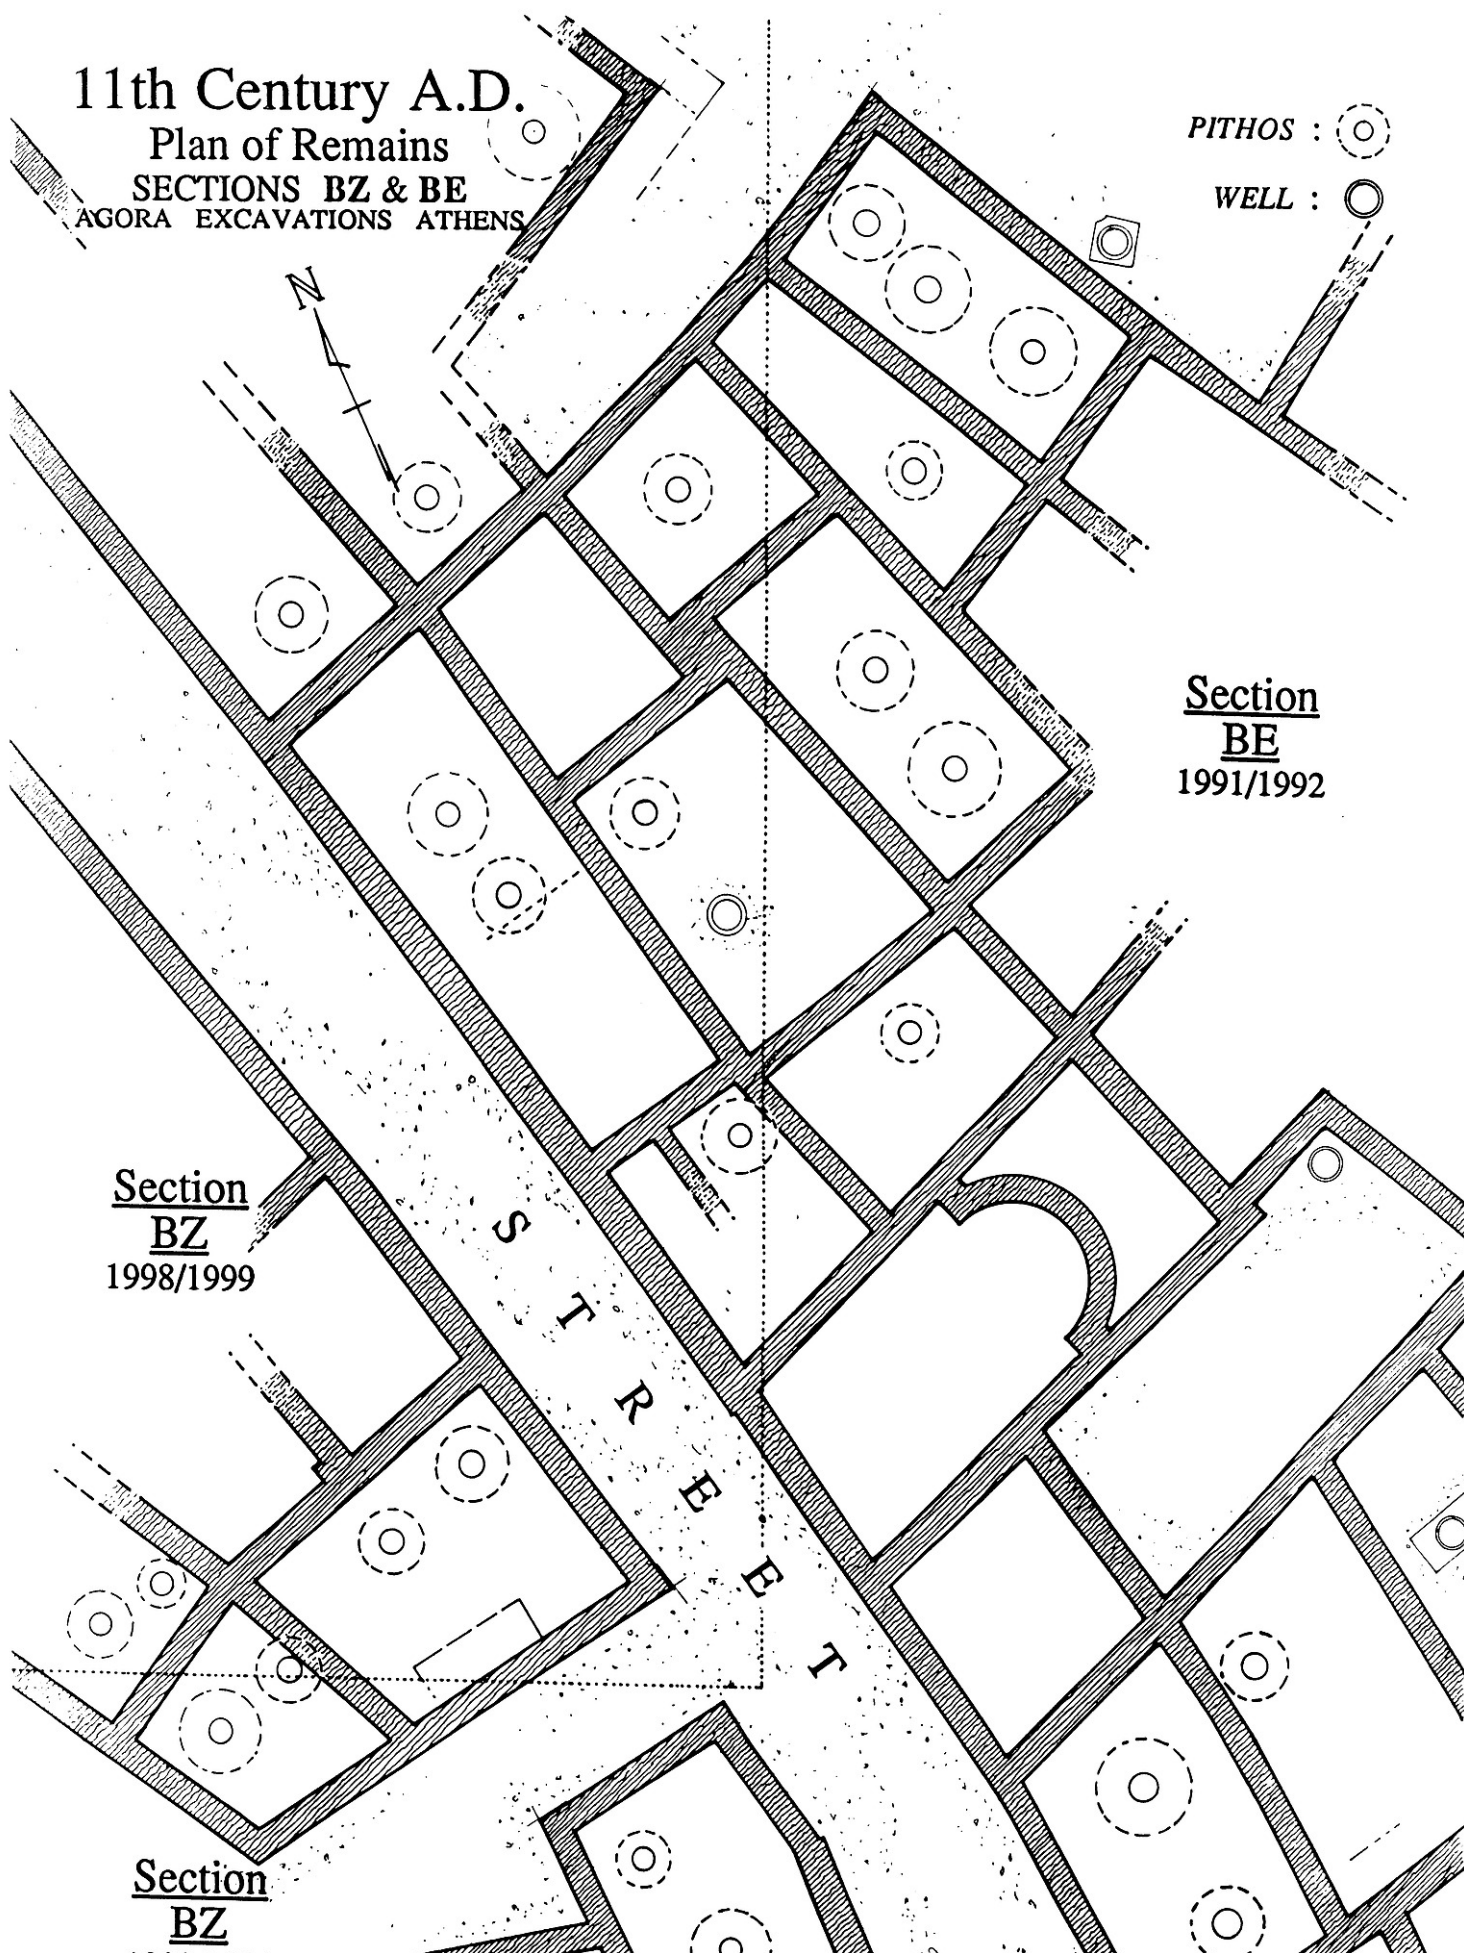 11th Century A.D.
Plan of Remains
SECTIONS BZ & BE
AGORA EXCAVATIONS ATHENS
PITHOS :
WELL :
N
Section
BE
1991/1992
Section
BZ
1998/1999
STREET
Section
BZ